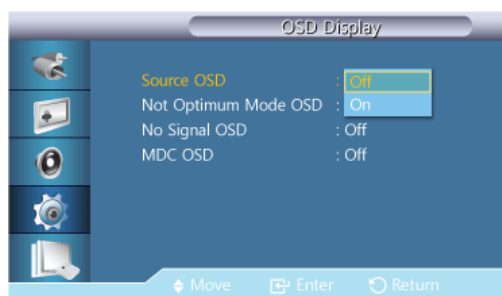 OSD Display
Source OSD : Off
Not Optimum Mode OSD : On
No Signal OSD : Off
MDC OSD : Off
Move Enter Return